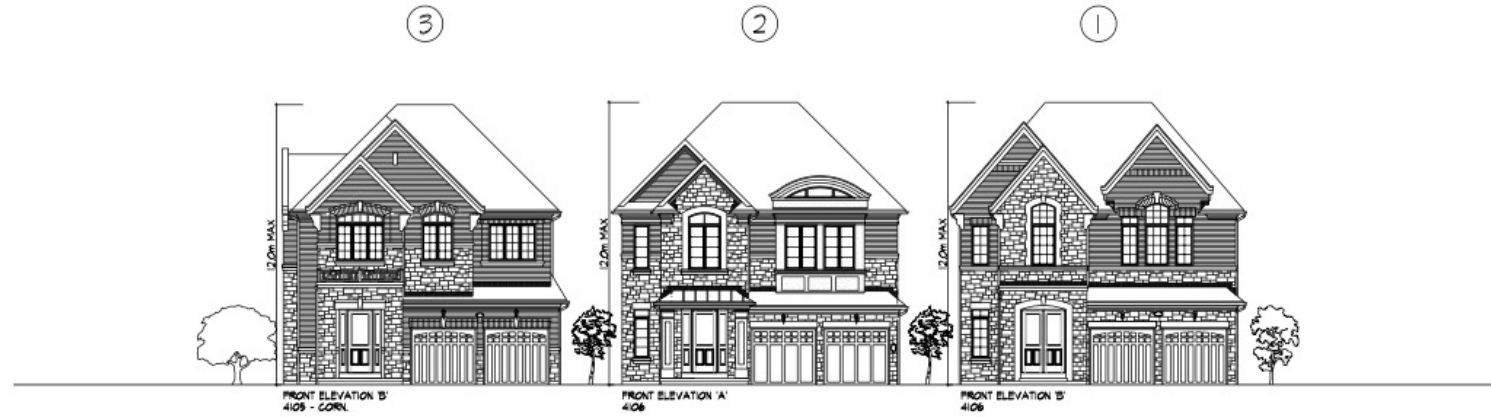 3
2
1
12.0m MAX
12.0m MAX
12.0m MAX
FRONT ELEVATION 'B'
4105 - CORN.
FRONT ELEVATION 'A'
4106
FRONT ELEVATION 'B'
4106